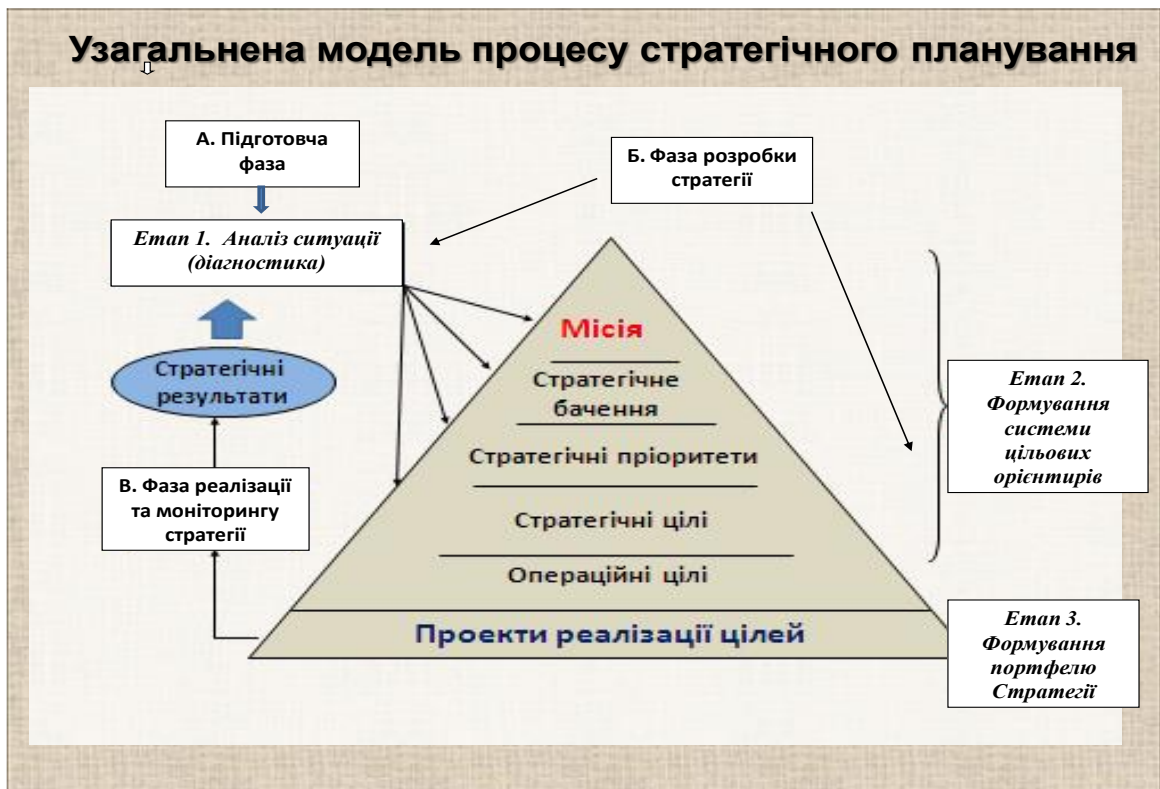 Узагальнена модель процесу стратегічного планування
А. Підготовча
фаза
Б. Фаза розробки
стратегії
Етап 1. Аналіз ситуації
(діагностика)
Місія
Стратегічне
бачення
Стратегічні пріоритети
Стратегічні цілі
Операційні цілі
Проекти реалізації цілей
Стратегічні
результати
В. Фаза реалізації
та моніторингу
стратегії
Етап 2.
Формування
системи
цільових
орієнтирів
Етап 3.
Формування
портфелю
Стратегії